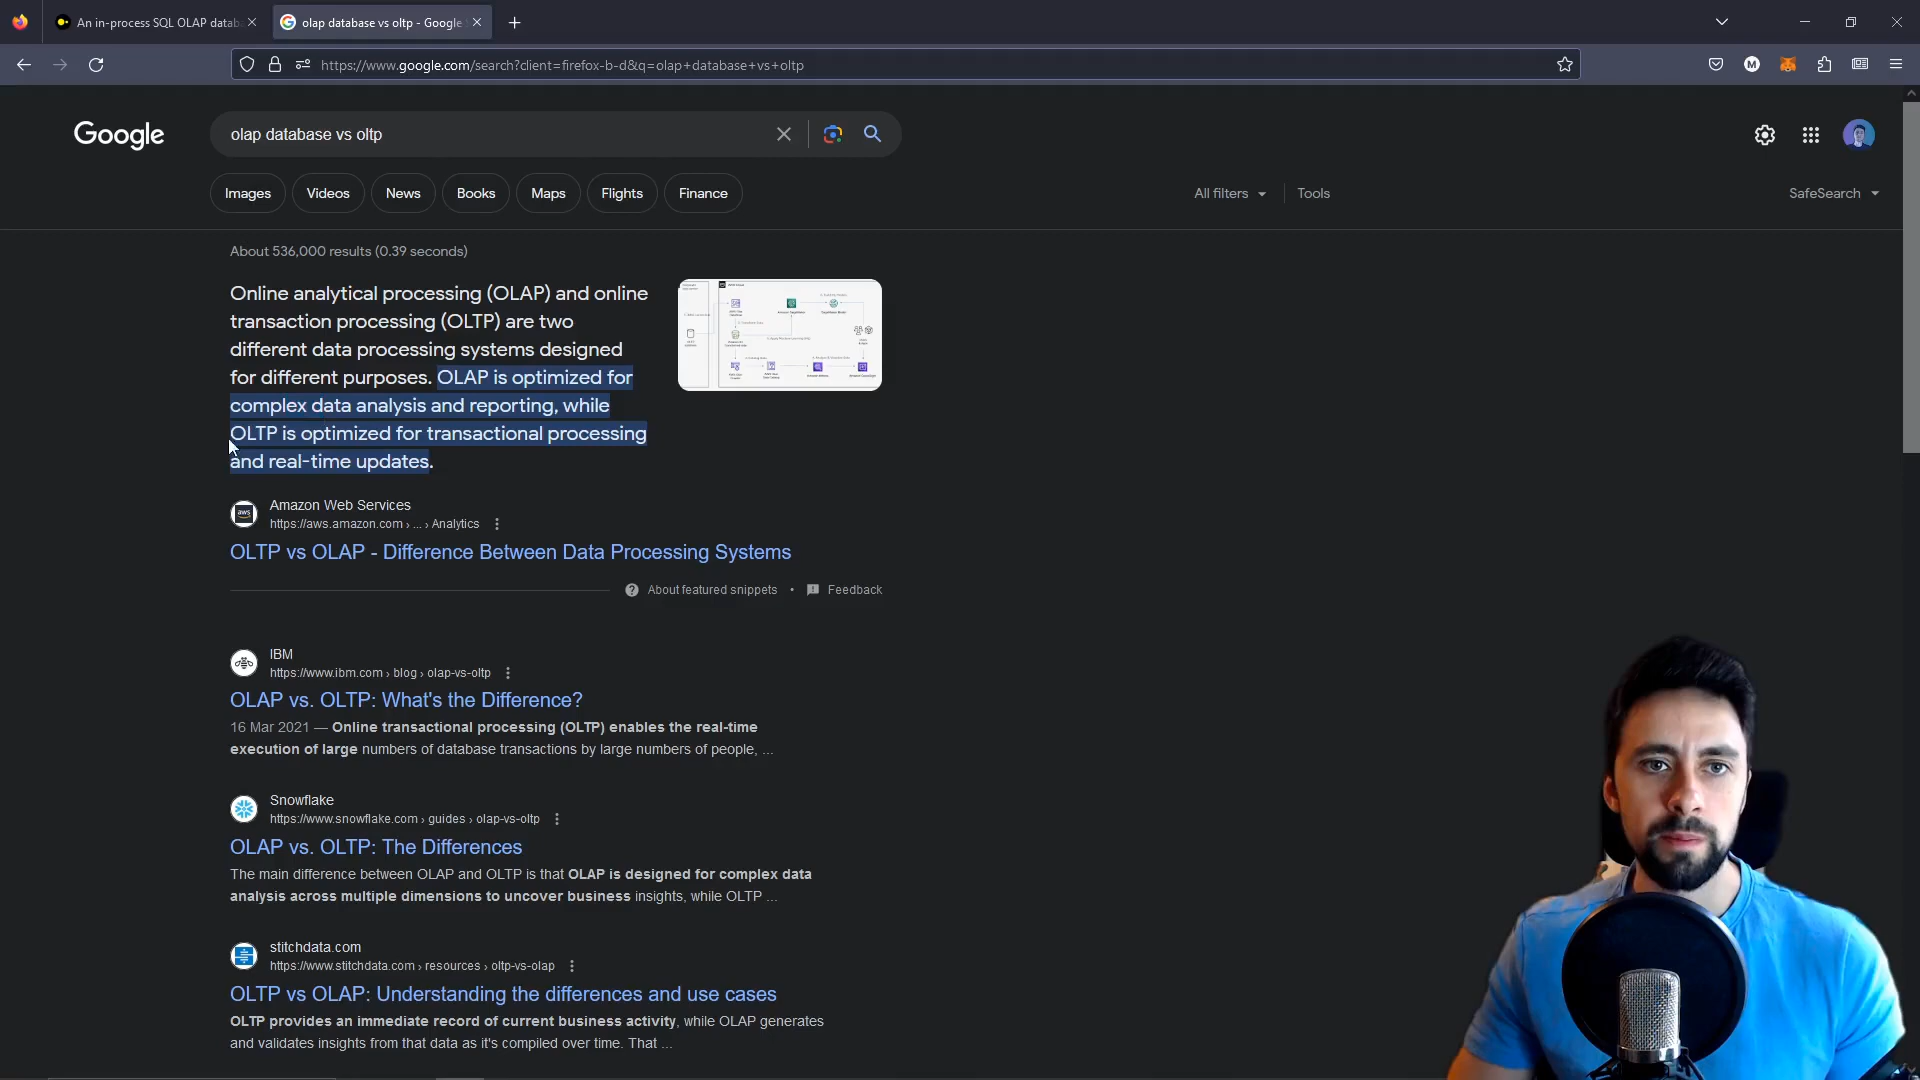 An in-process SQL OLAP datab
olap database vs oltp - Google
https://www.google.com/search?client=firefox-b-d&q=olap+database+vs+oltp
M
Google
olap database vs oltp
Images
Videos
News
Books
Maps
Flights
Finance
All filters
Tools
SafeSearch
About 536,000 results (0.39 seconds)
Online analytical processing (OLAP) and online
transaction processing (OLTP) are two
different data processing systems designed
for different purposes. OLAP is optimized for
complex data analysis and reporting, while
OLTP is optimized for transactional processing
and real-time updates.
aws
Amazon Web Services
https://aws.amazon.com › ... › Analytics
OLTP vs OLAP - Difference Between Data Processing Systems
About featured snippets • Feedback
IBM
https://www.ibm.com › blog › olap-vs-oltp
OLAP vs. OLTP: What's the Difference?
16 Mar 2021 — Online transactional processing (OLTP) enables the real-time
execution of large numbers of database transactions by large numbers of people, ...
Snowflake
https://www.snowflake.com › guides › olap-vs-oltp
OLAP vs. OLTP: The Differences
The main difference between OLAP and OLTP is that OLAP is designed for complex data
analysis across multiple dimensions to uncover business insights, while OLTP ...
stitchdata.com
https://www.stitchdata.com › resources › oltp-vs-olap
OLTP vs OLAP: Understanding the differences and use cases
OLTP provides an immediate record of current business activity, while OLAP generates
and validates insights from that data as it's compiled over time. That ...